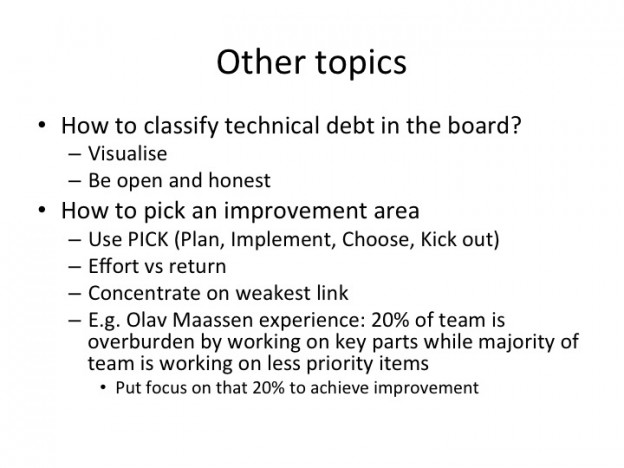 Other topics
• How to classify technical debt in the board?
– Visualise
– Be open and honest
• How to pick an improvement area
– Use PICK (Plan, Implement, Choose, Kick out)
– Effort vs return
– Concentrate on weakest link
– E.g. Olav Maassen experience: 20% of team is
overburden by working on key parts while majority of
team is working on less priority items
• Put focus on that 20% to achieve improvement